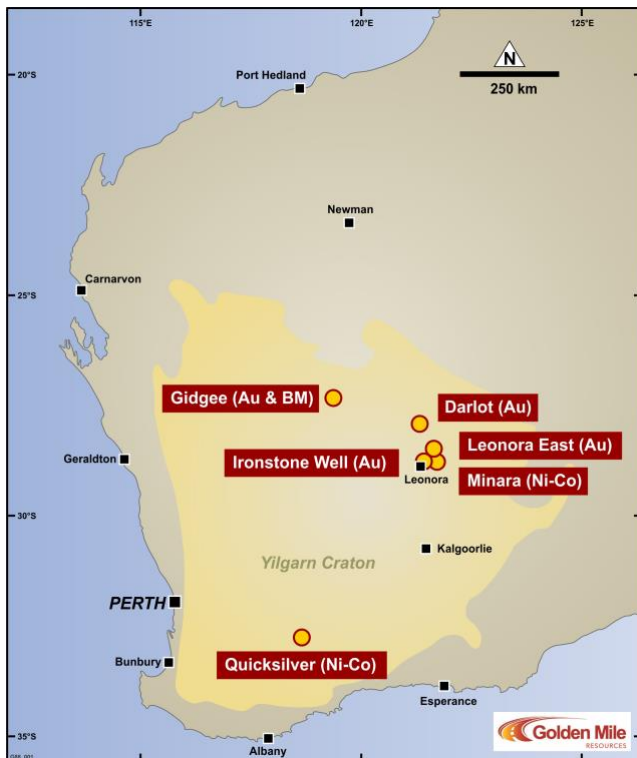 115°E
120°E
125°E
20°S
Port Hedland
N
250 km
Newman
Carnarvon
25°S
Gidgee (Au & BM)
Darlot (Au)
Leonora East (Au)
Ironstone Well (Au)
Geraldton
Minara (Ni-Co)
Leonora
30°S
Kalgoorlie
Yilgarn Craton
PERTH
Quicksilver (Ni-Co)
Bunbury
Esperance
35°S
Albany
Golden Mile
RESOURCES